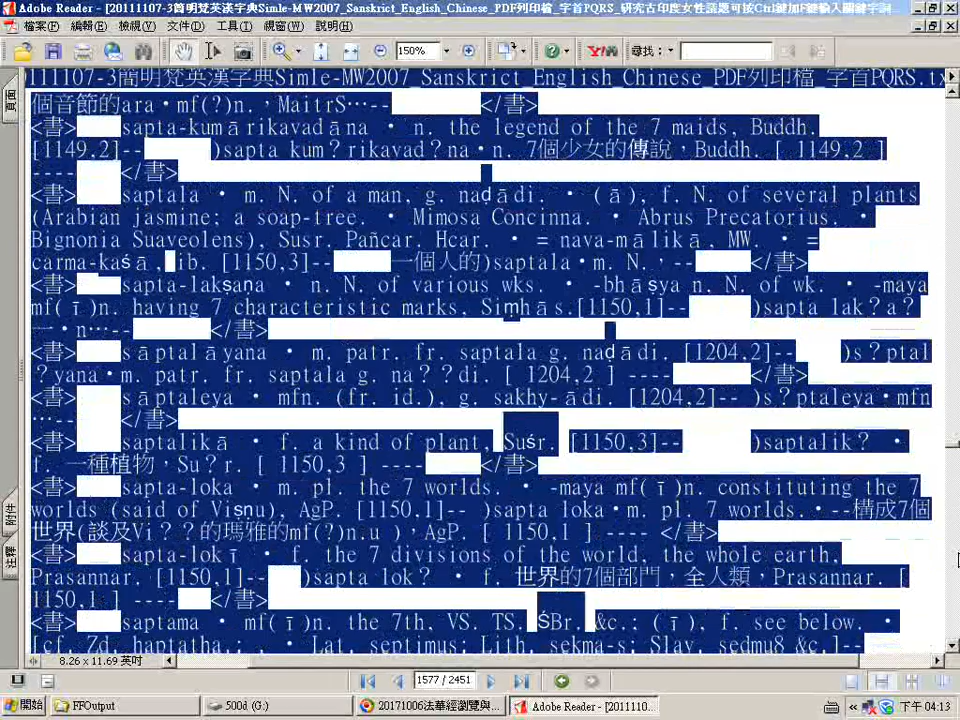 Adobe Reader - [20111107-3簡明梵英漢字典Simle-MW2007_Sanskrict_English_Chinese_PDF列印檔_字首PQRS_研究古印度女性議題可按Ctrl鍵加F鍵輸入關鍵字詞
檔案(F) 編輯(E) 檢視(V) 文件(D) 工具(T) 視窗(W) 說明(H)
150% 尋找：
111107-3簡明梵英漢字典Simle-MW2007_Sanskrict_English_Chinese_PDF列印檔_字首PQRS.tx
個音節的ara‧mf(?)n.，MaitrS…-- </書>
<書> sapta-kumārikavadāna ‧ n. the legend of the 7 maids, Buddh.
[1149,2]-- )sapta kum?rikavad?na‧n. 7個少女的傳說，Buddh. [ 1149,2 ]
---- </書>
<書> saptala ‧ m. N. of a man, g. naḍādi. ‧ (ā), f. N. of several plants
(Arabian jasmine; a soap-tree. ‧ Mimosa Concinna. ‧ Abrus Precatorius. ‧
Bignonia Suaveolens), Susr. Pañcar. Hcar. ‧ = nava-mālikā, MW. ‧ =
carma-kaśā, ib. [1150,3]-- 一個人的)saptala‧m. N.，-- </書>
<書> sapta-lakṣaṇa ‧ n. N. of various wks. ‧ -bhāṣya n. N. of wk. ‧ -maya
mf(ī)n. having 7 characteristic marks, Siṃhās.[1150,1]-- )sapta lak?a?
一‧n…-- </書>
<書> sāptalāyana ‧ m. patr. fr. saptala g. naḍādi. [1204,2]-- )s?ptal
?yana‧m. patr. fr. saptala g. na??di. [ 1204,2 ] ---- </書>
<書> sāptaleya ‧ mfn. (fr. id.), g. sakhy-ādi. [1204,2]-- )s?ptaleya‧mfn
…-- </書>
<書> saptalikā ‧ f. a kind of plant, Suśr. [1150,3]-- )saptalik? ‧
f. 一種植物，Su?r. [ 1150,3 ] ---- </書>
<書> sapta-loka ‧ m. pl. the 7 worlds. ‧ -maya mf(ī)n. constituting the 7
worlds (said of Viṣṇu), AgP. [1150,1]-- )sapta loka‧m. pl. 7 worlds.‧--構成7個
世界(談及Vi？？的瑪雅的mf(?)n.u )，AgP. [ 1150,1 ] ---- </書>
<書> sapta-lokī ‧ f. the 7 divisions of the world, the whole earth,
Prasannar. [1150,1]-- )sapta lok? ‧ f. 世界的7個部門，全人類，Prasannar. [
1150,1 ] ---- </書>
<書> saptama ‧ mf(ī)n. the 7th, VS. TS. ŚBr. &c.; (ī), f. see below. ‧
[cf. Zd. haptatha,;, ‧ Lat. septimus; Lith. sekma-s; Slav. sedmu8 &c.]--
頁面
附件
注釋
8.26 x 11.69 英吋
1577 / 2451
開始 FFOutput 500d (G:) 20171006法華經瀏覽與... Adobe Reader - [2011110... 下午 04:13